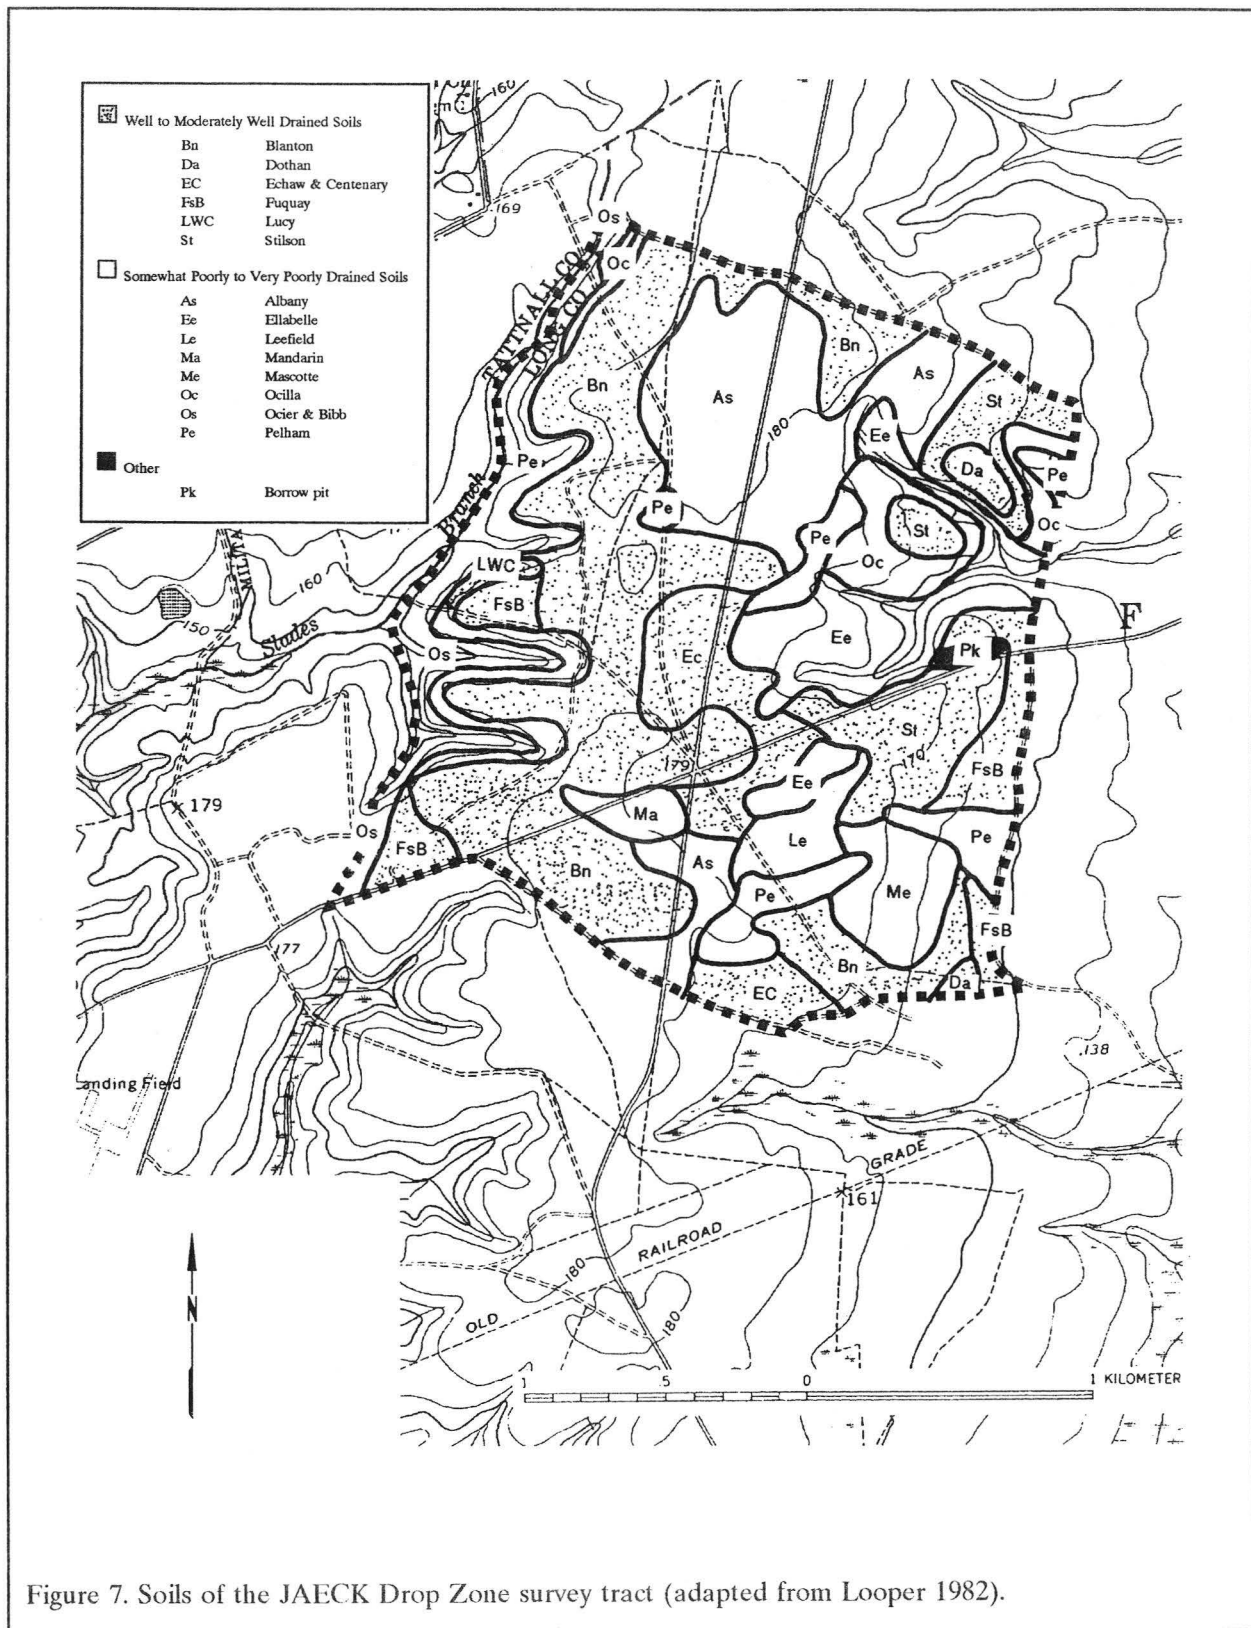 Well to Moderately Well Drained Soils
Bn Blanton
Da Dothan
EC Echaw & Centenary
FsB Fuquay
LWC Lucy
St Stilson
Somewhat Poorly to Very Poorly Drained Soils
As Albany
Ee Ellabelle
Le Leefield
Ma Mandarin
Me Mascotte
Oc Ocilla
Os Ocier & Bibb
Pe Pelham
Other
Pk Borrow pit
160
169
Os
Oc
TATTNALL CO
LONG CO
Bn
Bn
As
As
St
180
Ee
Da
Pe
Pe
Branch
Pe
Pe
St
Oc
Oc
LWC
FsB
MILITA
160
150
Slades
Os
Ec
Ee
Pk
F
St
170
FsB
179
Ee
179
Ma
Os
FsB
Bn
As
Le
Pe
Pe
Me
FsB
177
Bn
EC
Da
138
anding Field
GRADE
161
RAILROAD
180
OLD
180
1 .5 0 1 KILOMETER
N
Figure 7. Soils of the JAECK Drop Zone survey tract (adapted from Looper 1982).